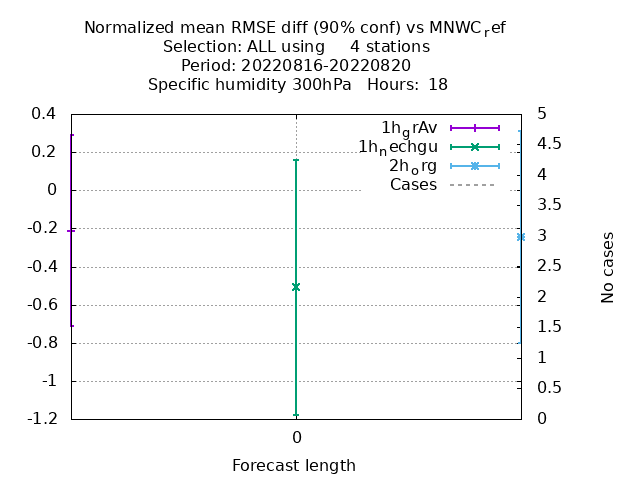 Normalized mean RMSE diff (90% conf) vs MNWC_ref
Selection: ALL using     4 stations
Period: 20220816-20220820
Specific humidity 300hPa   Hours:  18
0.4
0.2
0
-0.2
-0.4
-0.6
-0.8
-1
-1.2
5
4.5
4
3.5
3
2.5
2
1.5
1
0.5
0
1h_grAv
1h_nechgu
2h_org
Cases
No cases
0
Forecast length